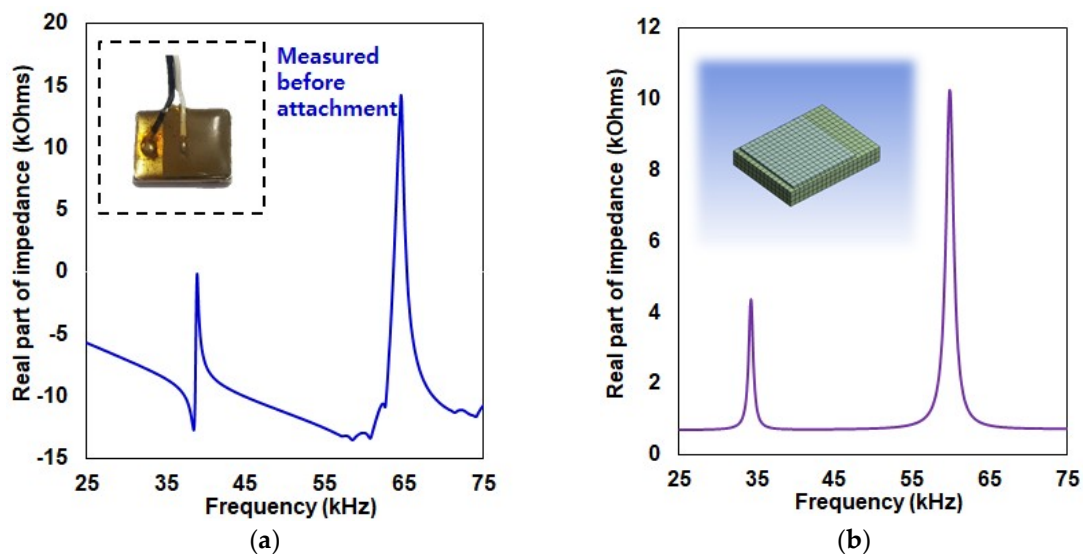 20
15
10
5
0
-5
-10
-15
Real part of impedance (kOhms)
Measured
before
attachment
25 35 45 55 65 75
Frequency (kHz)
(a)
12
10
8
6
4
2
0
Real part of impedance (kOhms)
25 35 45 55 65 75
Frequency (kHz)
(b)